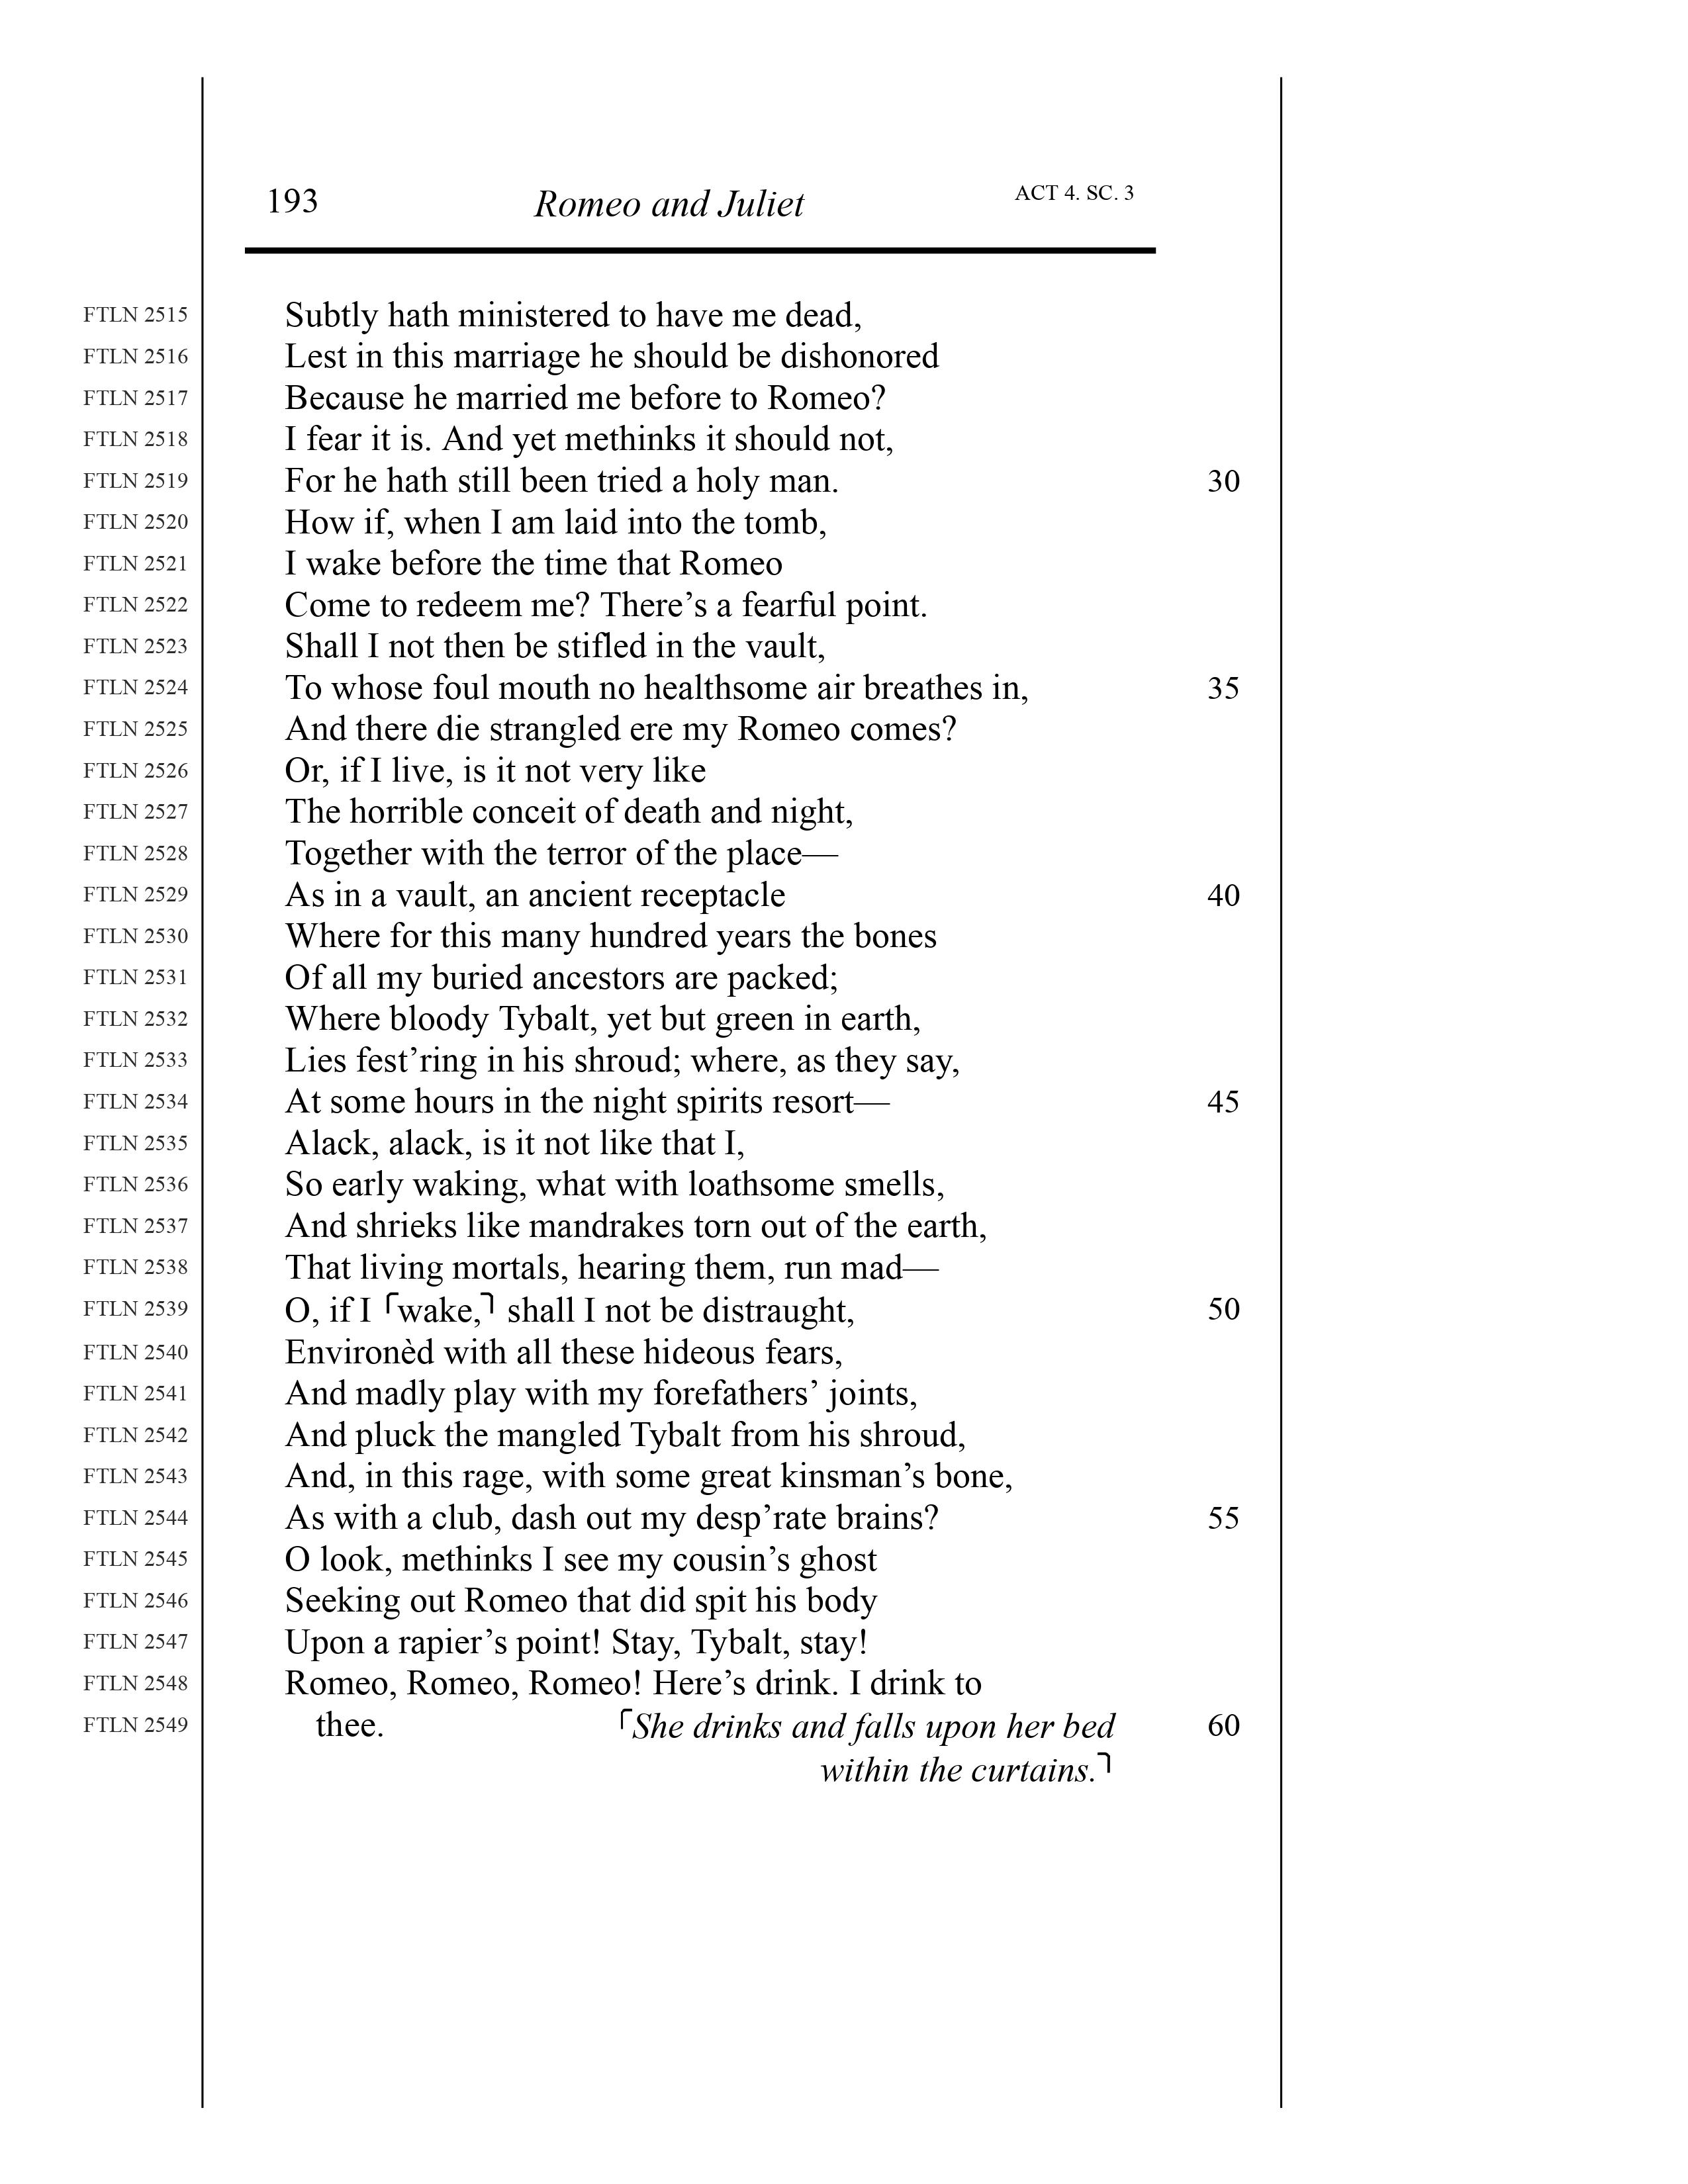 193 Romeo and Juliet ACT 4. SC. 3
FTLN 2515 Subtly hath ministered to have me dead,
FTLN 2516 Lest in this marriage he should be dishonored
FTLN 2517 Because he married me before to Romeo?
FTLN 2518 I fear it is. And yet methinks it should not,
FTLN 2519 For he hath still been tried a holy man. 30
FTLN 2520 How if, when I am laid into the tomb,
FTLN 2521 I wake before the time that Romeo
FTLN 2522 Come to redeem me? There’s a fearful point.
FTLN 2523 Shall I not then be stifled in the vault,
FTLN 2524 To whose foul mouth no healthsome air breathes in, 35
FTLN 2525 And there die strangled ere my Romeo comes?
FTLN 2526 Or, if I live, is it not very like
FTLN 2527 The horrible conceit of death and night,
FTLN 2528 Together with the terror of the place—
FTLN 2529 As in a vault, an ancient receptacle 40
FTLN 2530 Where for this many hundred years the bones
FTLN 2531 Of all my buried ancestors are packed;
FTLN 2532 Where bloody Tybalt, yet but green in earth,
FTLN 2533 Lies fest’ring in his shroud; where, as they say,
FTLN 2534 At some hours in the night spirits resort— 45
FTLN 2535 Alack, alack, is it not like that I,
FTLN 2536 So early waking, what with loathsome smells,
FTLN 2537 And shrieks like mandrakes torn out of the earth,
FTLN 2538 That living mortals, hearing them, run mad—
FTLN 2539 O, if I ⌜wake,⌝ shall I not be distraught, 50
FTLN 2540 Environèd with all these hideous fears,
FTLN 2541 And madly play with my forefathers’ joints,
FTLN 2542 And pluck the mangled Tybalt from his shroud,
FTLN 2543 And, in this rage, with some great kinsman’s bone,
FTLN 2544 As with a club, dash out my desp’rate brains? 55
FTLN 2545 O look, methinks I see my cousin’s ghost
FTLN 2546 Seeking out Romeo that did spit his body
FTLN 2547 Upon a rapier’s point! Stay, Tybalt, stay!
FTLN 2548 Romeo, Romeo, Romeo! Here’s drink. I drink to
FTLN 2549 thee. ⌜She drinks and falls upon her bed 60
within the curtains.⌝